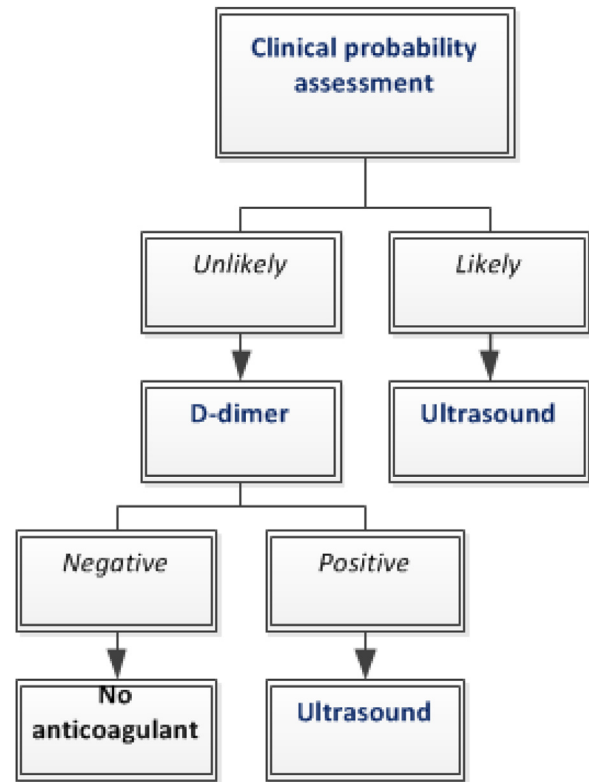 Clinical probability
assessment
Unlikely
Likely
D-dimer
Ultrasound
Negative
Positive
No
anticoagulant
Ultrasound